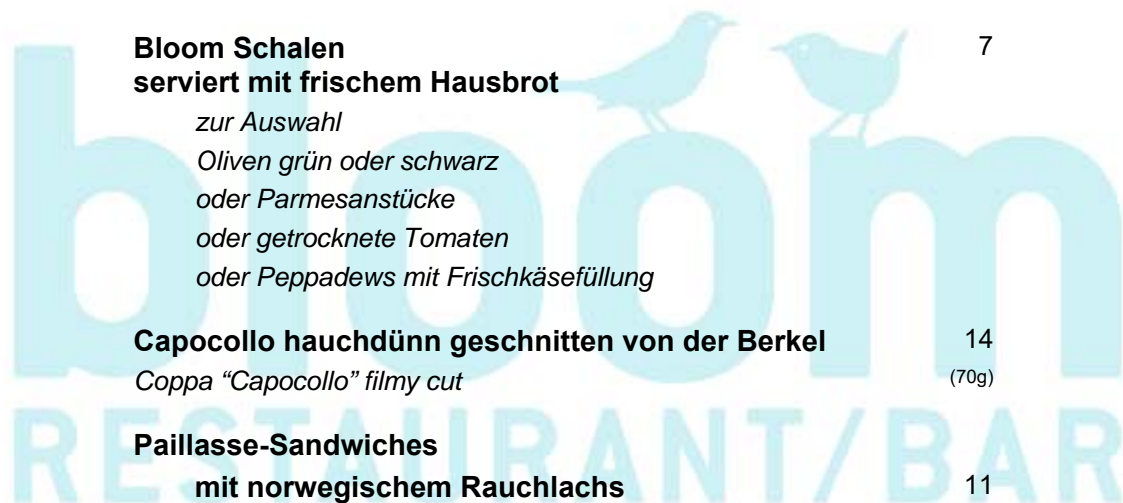 Bloom Schalen 7
serviert mit frischem Hausbrot
zur Auswahl
Oliven grün oder schwarz
oder Parmesanstücke
oder getrocknete Tomaten
oder Peppadews mit Frischkäsefüllung
Capocollo hauchdünn geschnitten von der Berkel 14
Coppa “Capocollo” filmy cut (70g)
Paillasse-Sandwiches
mit norwegischem Rauchlachs 11
bloom
RESTAURANT/BAR